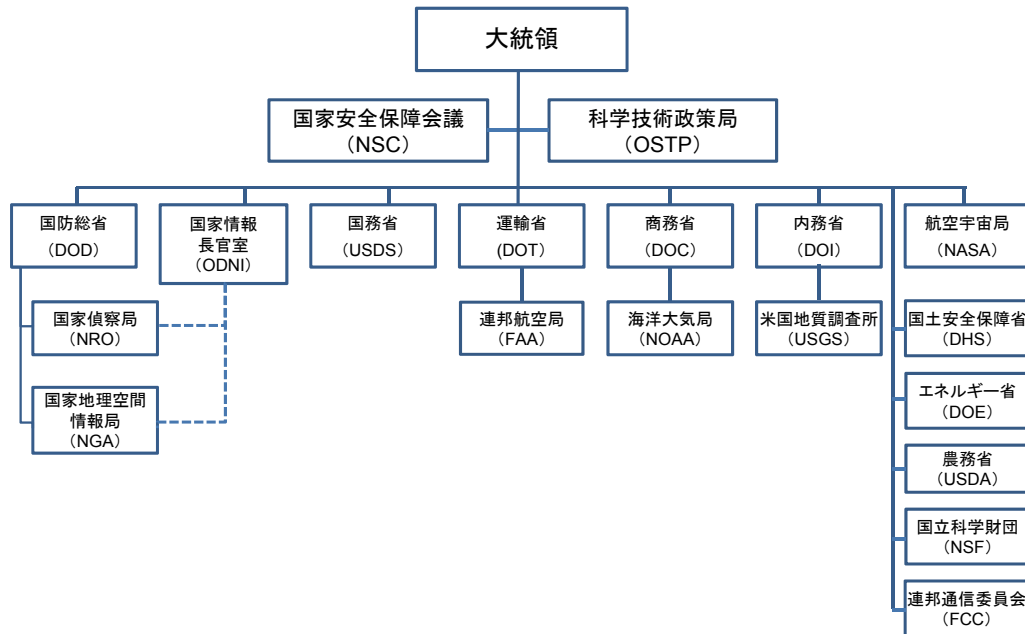 大統領
国家安全保障会議
（NSC）
科学技術政策局
（OSTP）
国防総省
（DOD）
国家情報
長官室
（ODNI）
国務省
（USDS）
運輸省
(DOT）
商務省
（DOC）
内務省
（DOI）
航空宇宙局
（NASA）
国家偵察局
（NRO）
連邦航空局
（FAA）
海洋大気局
（NOAA）
米国地質調査所
（USGS）
国土安全保障省
（DHS）
国家地理空間
情報局
（NGA）
エネルギー省
（DOE）
農務省
（USDA）
国立科学財団
（NSF）
連邦通信委員会
（FCC）